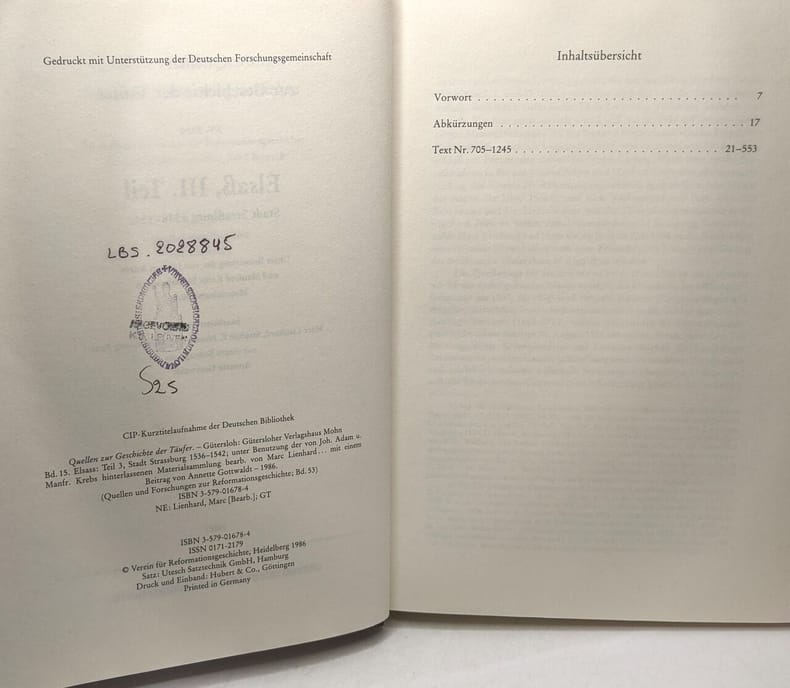 Gedruckt mit Unterstützung der Deutschen Forschungsgemeinschaft
Elsaß, III. Teil
LBS. 2028845
S25
CIP-Kurztitelaufnahme der Deutschen Bibliothek
Quellen zur Geschichte der Täufer. – Gütersloh: Gütersloher Verlagshaus Mohn
Bd. 15. Elsass: Teil 3, Stadt Strassburg 1536–1542; unter Benutzung der von Joh. Adam u.
Manfr. Krebs hinterlassenen Materialsammlung bearb. von Marc Lienhard... mit einem
Beitrag von Annette Gottwaldt – 1986.
(Quellen und Forschungen zur Reformationsgeschichte; Bd. 53)
ISBN 3-579-01678-4
NE: Lienhard, Marc [Bearb.]; GT
ISBN 3-579-01678-4
ISSN 0171-2179
© Verein für Reformationsgeschichte, Heidelberg 1986
Satz: Utesch Satztechnik GmbH, Hamburg
Druck und Einband: Hubert & Co., Göttingen
Printed in Germany
Inhaltsübersicht
Vorwort . . . . . . . . . . . . . . . . . . . . . . . . . . . . . . . . . 7
Abkürzungen . . . . . . . . . . . . . . . . . . . . . . . . . . . . . . . 17
Text Nr. 705–1245 . . . . . . . . . . . . . . . . . . . . . . . . . . 21–553